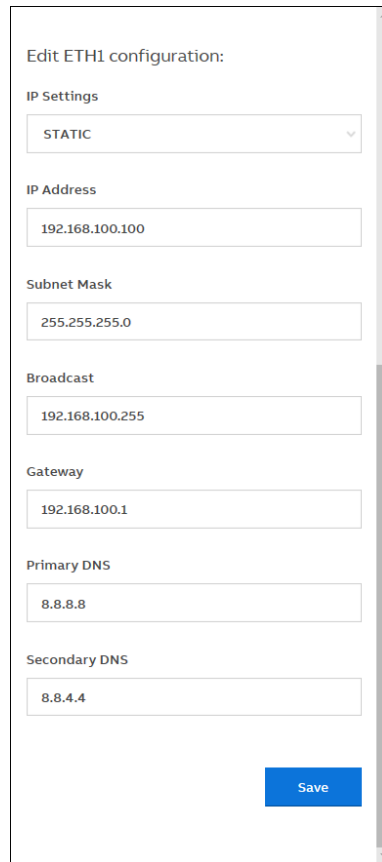 Edit ETH1 configuration:
IP Settings
STATIC
IP Address
192.168.100.100
Subnet Mask
255.255.255.0
Broadcast
192.168.100.255
Gateway
192.168.100.1
Primary DNS
8.8.8.8
Secondary DNS
8.8.4.4
Save